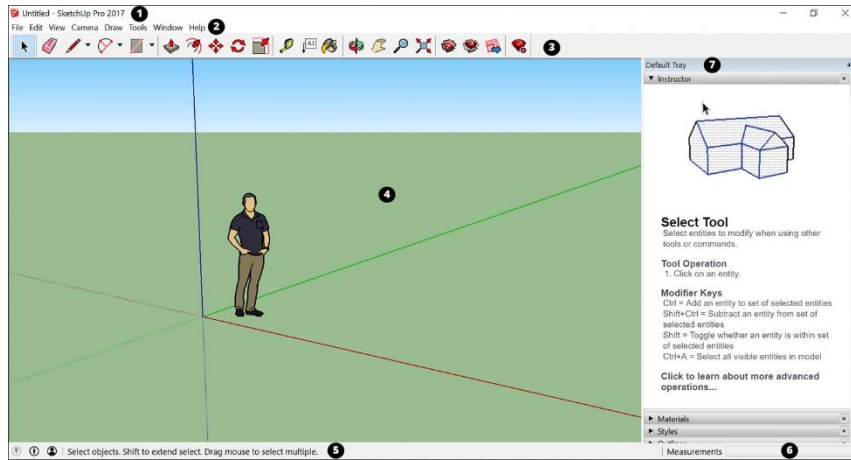 Untitled - SketchUp Pro 2017 1
File Edit View Camera Draw Tools Window Help 2
A1
3
Default Tray 7
Instructor
4
Select Tool
Select entities to modify when using other
tools or commands.
Tool Operation
1. Click on an entity.
Modifier Keys
Ctrl = Add an entity to set of selected entities
Shift+Ctrl = Subtract an entity from set of
selected entities
Shift = Toggle whether an entity is within set
of selected entities
Ctrl+A = Select all visible entities in model
Click to learn about more advanced
operations...
Materials
Styles
Select objects. Shift to extend select. Drag mouse to select multiple. 5
Measurements 6